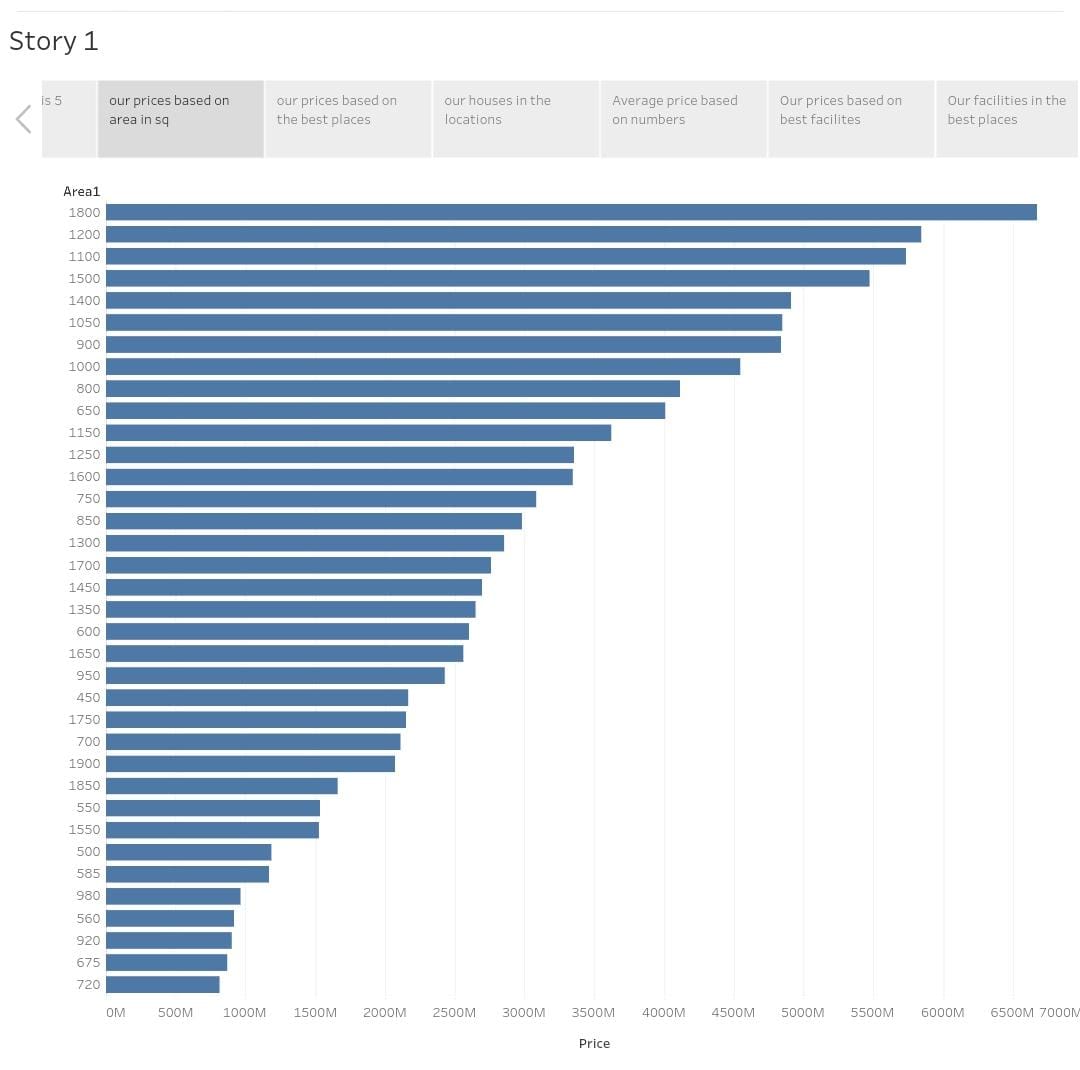 Story 1
is 5
our prices based on
area in sq
our prices based on
the best places
our houses in the
locations
Average price based
on numbers
Our prices based on
best facilites
Our facilities in the
best places
Area1
1800
1200
1100
1500
1400
1050
900
1000
800
650
1150
1250
1600
750
850
1300
1700
1450
1350
600
1650
950
450
1750
700
1900
1850
550
1550
500
585
980
560
920
675
720
0M 500M 1000M 1500M 2000M 2500M 3000M 3500M 4000M 4500M 5000M 5500M 6000M 6500M 7000M
Price